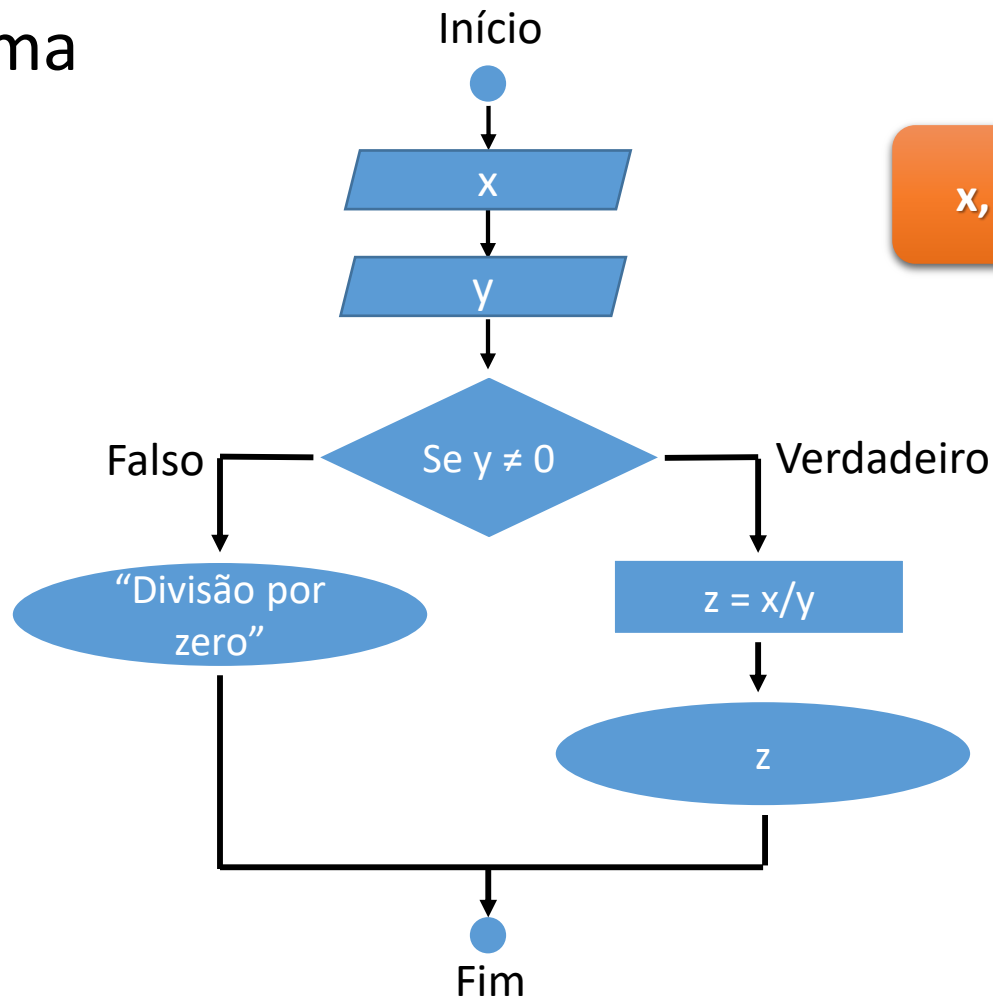 ma
Início
x
x,
y
Se y ≠ 0
Falso
Verdadeiro
“Divisão por
zero”
z = x/y
z
Fim